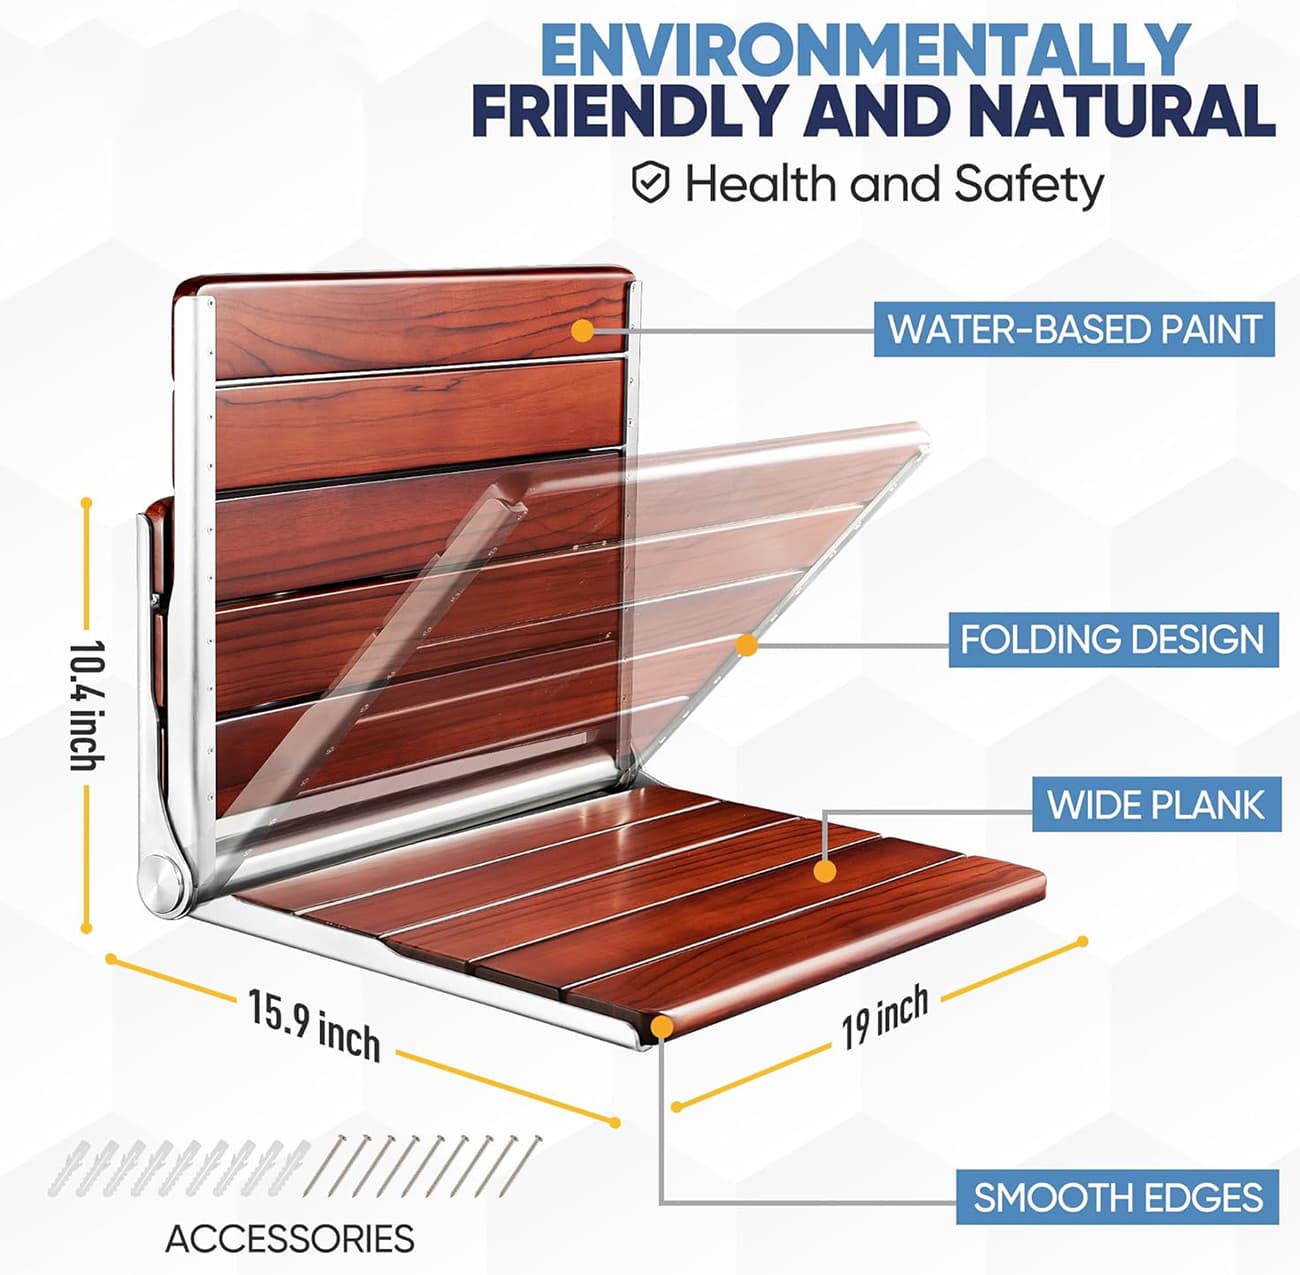 ENVIRONMENTALLY
FRIENDLY AND NATURAL
Health and Safety
WATER-BASED PAINT
FOLDING DESIGN
10.4 inch
WIDE PLANK
15.9 inch
19 inch
SMOOTH EDGES
ACCESSORIES